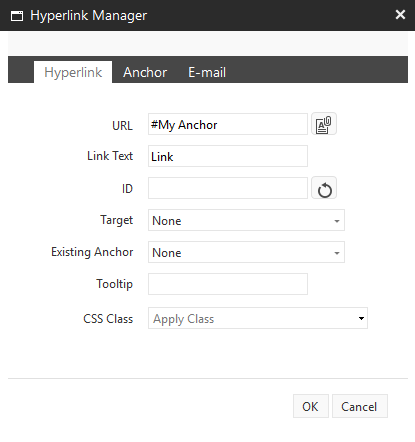 Hyperlink Manager
Hyperlink Anchor E-mail
URL #My Anchor
Link Text Link
ID
Target None
Existing Anchor None
Tooltip
CSS Class Apply Class
OK Cancel